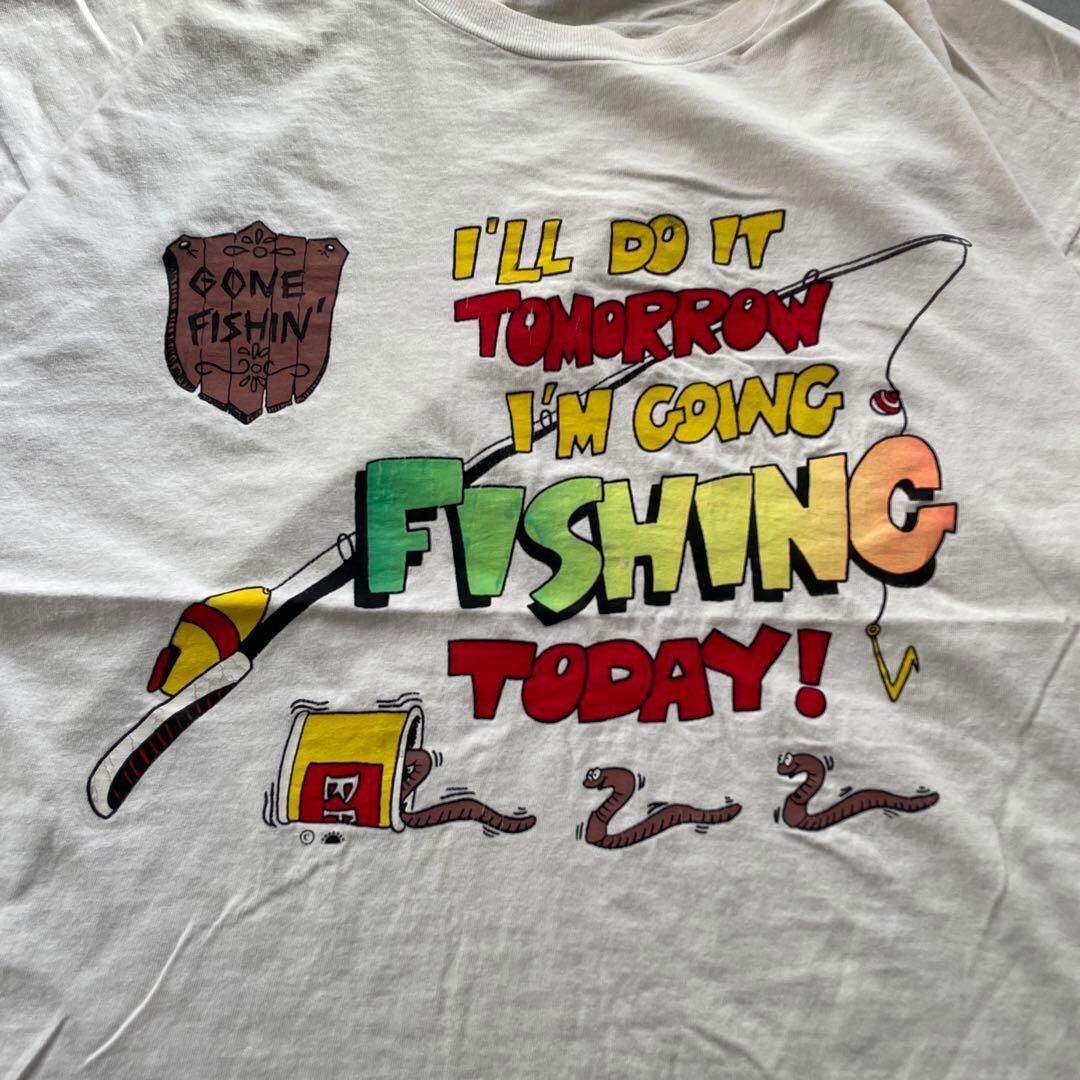 GONE
FISHIN'
I'LL DO IT
TOMORROW
I'M GOING
FISHING
TODAY!
©